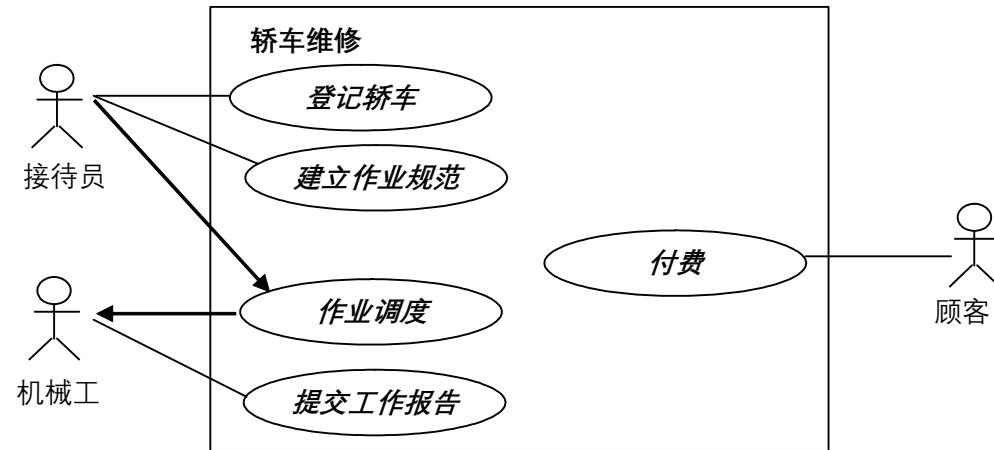 轿车维修
登记轿车
接待员
建立作业规范
付费
顾客
作业调度
机械工
提交工作报告